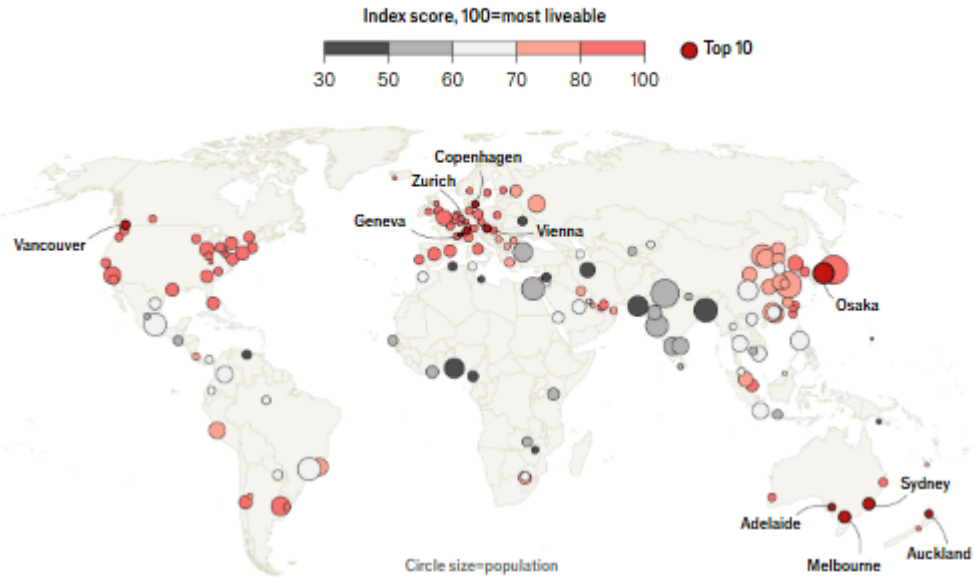 Index score, 100=most liveable
30 50 60 70 80 100
Top 10
Copenhagen
Zurich
Geneva
Vienna
Vancouver
Osaka
Sydney
Adelaide
Auckland
Melbourne
Circle size=population